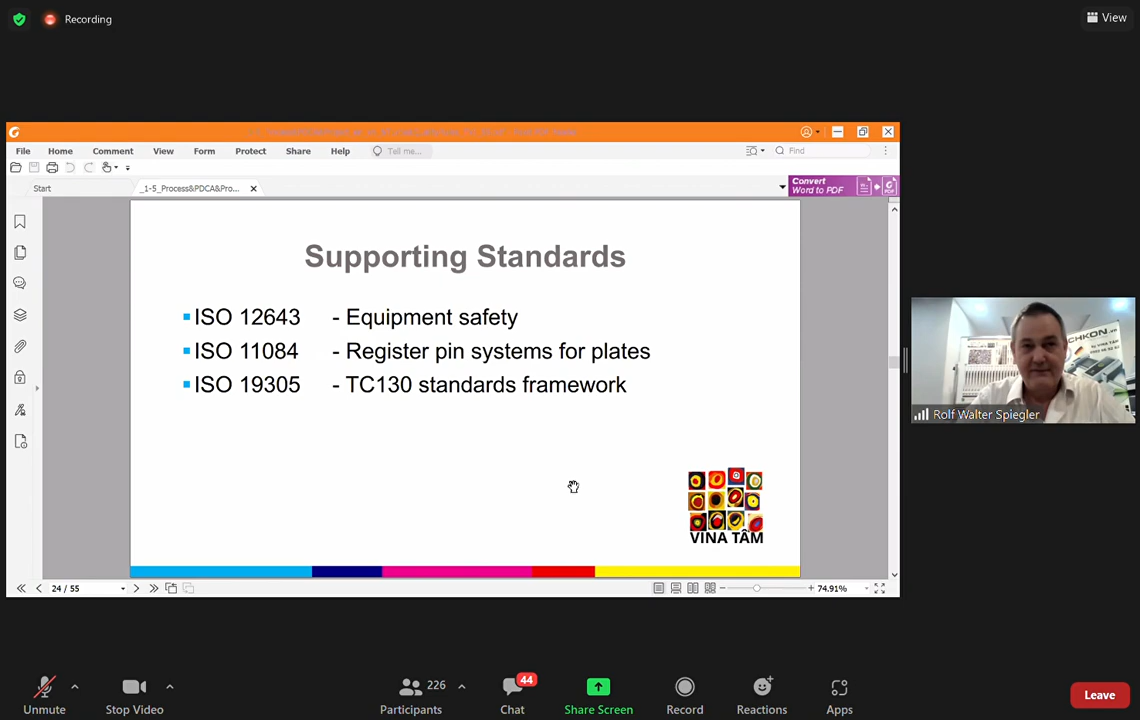 Recording
View
File Home Comment View Form Protect Share Help Tell me... Find
Start _1-5_Process&PDCA&Pro... Convert
Word to PDF
Supporting Standards
ISO 12643 - Equipment safety
ISO 11084 - Register pin systems for plates
ISO 19305 - TC130 standards framework
VINA TÂM
CHKON.
Rolf Walter Spiegler
24 / 55 74.91%
Unmute Stop Video Participants 226 Chat 44 Share Screen Record Reactions Apps Leave